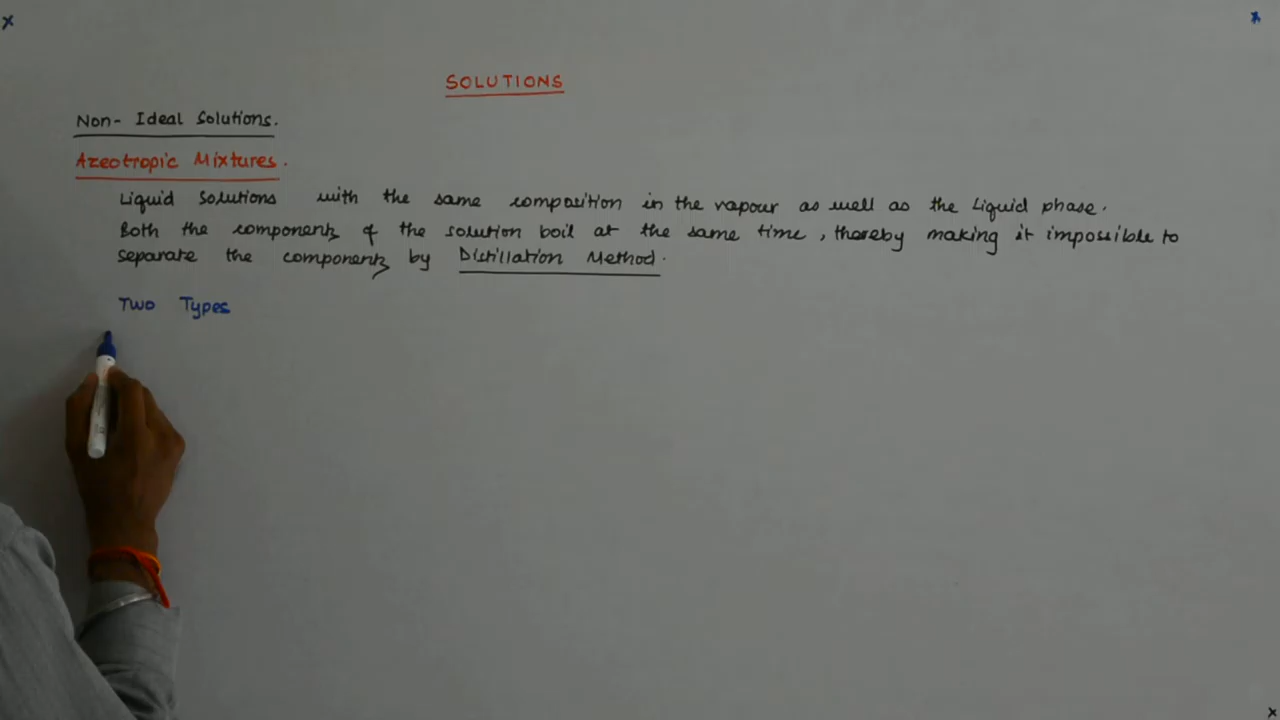 SOLUTIONS
Non- Ideal Solutions.
Azeotropic Mixtures.
Liquid Solutions with the same composition in the vapour as well as the Liquid phase.
Both the components of the solution boil at the same time, thereby making it impossible to
separate the components by Distillation Method.
Two Types